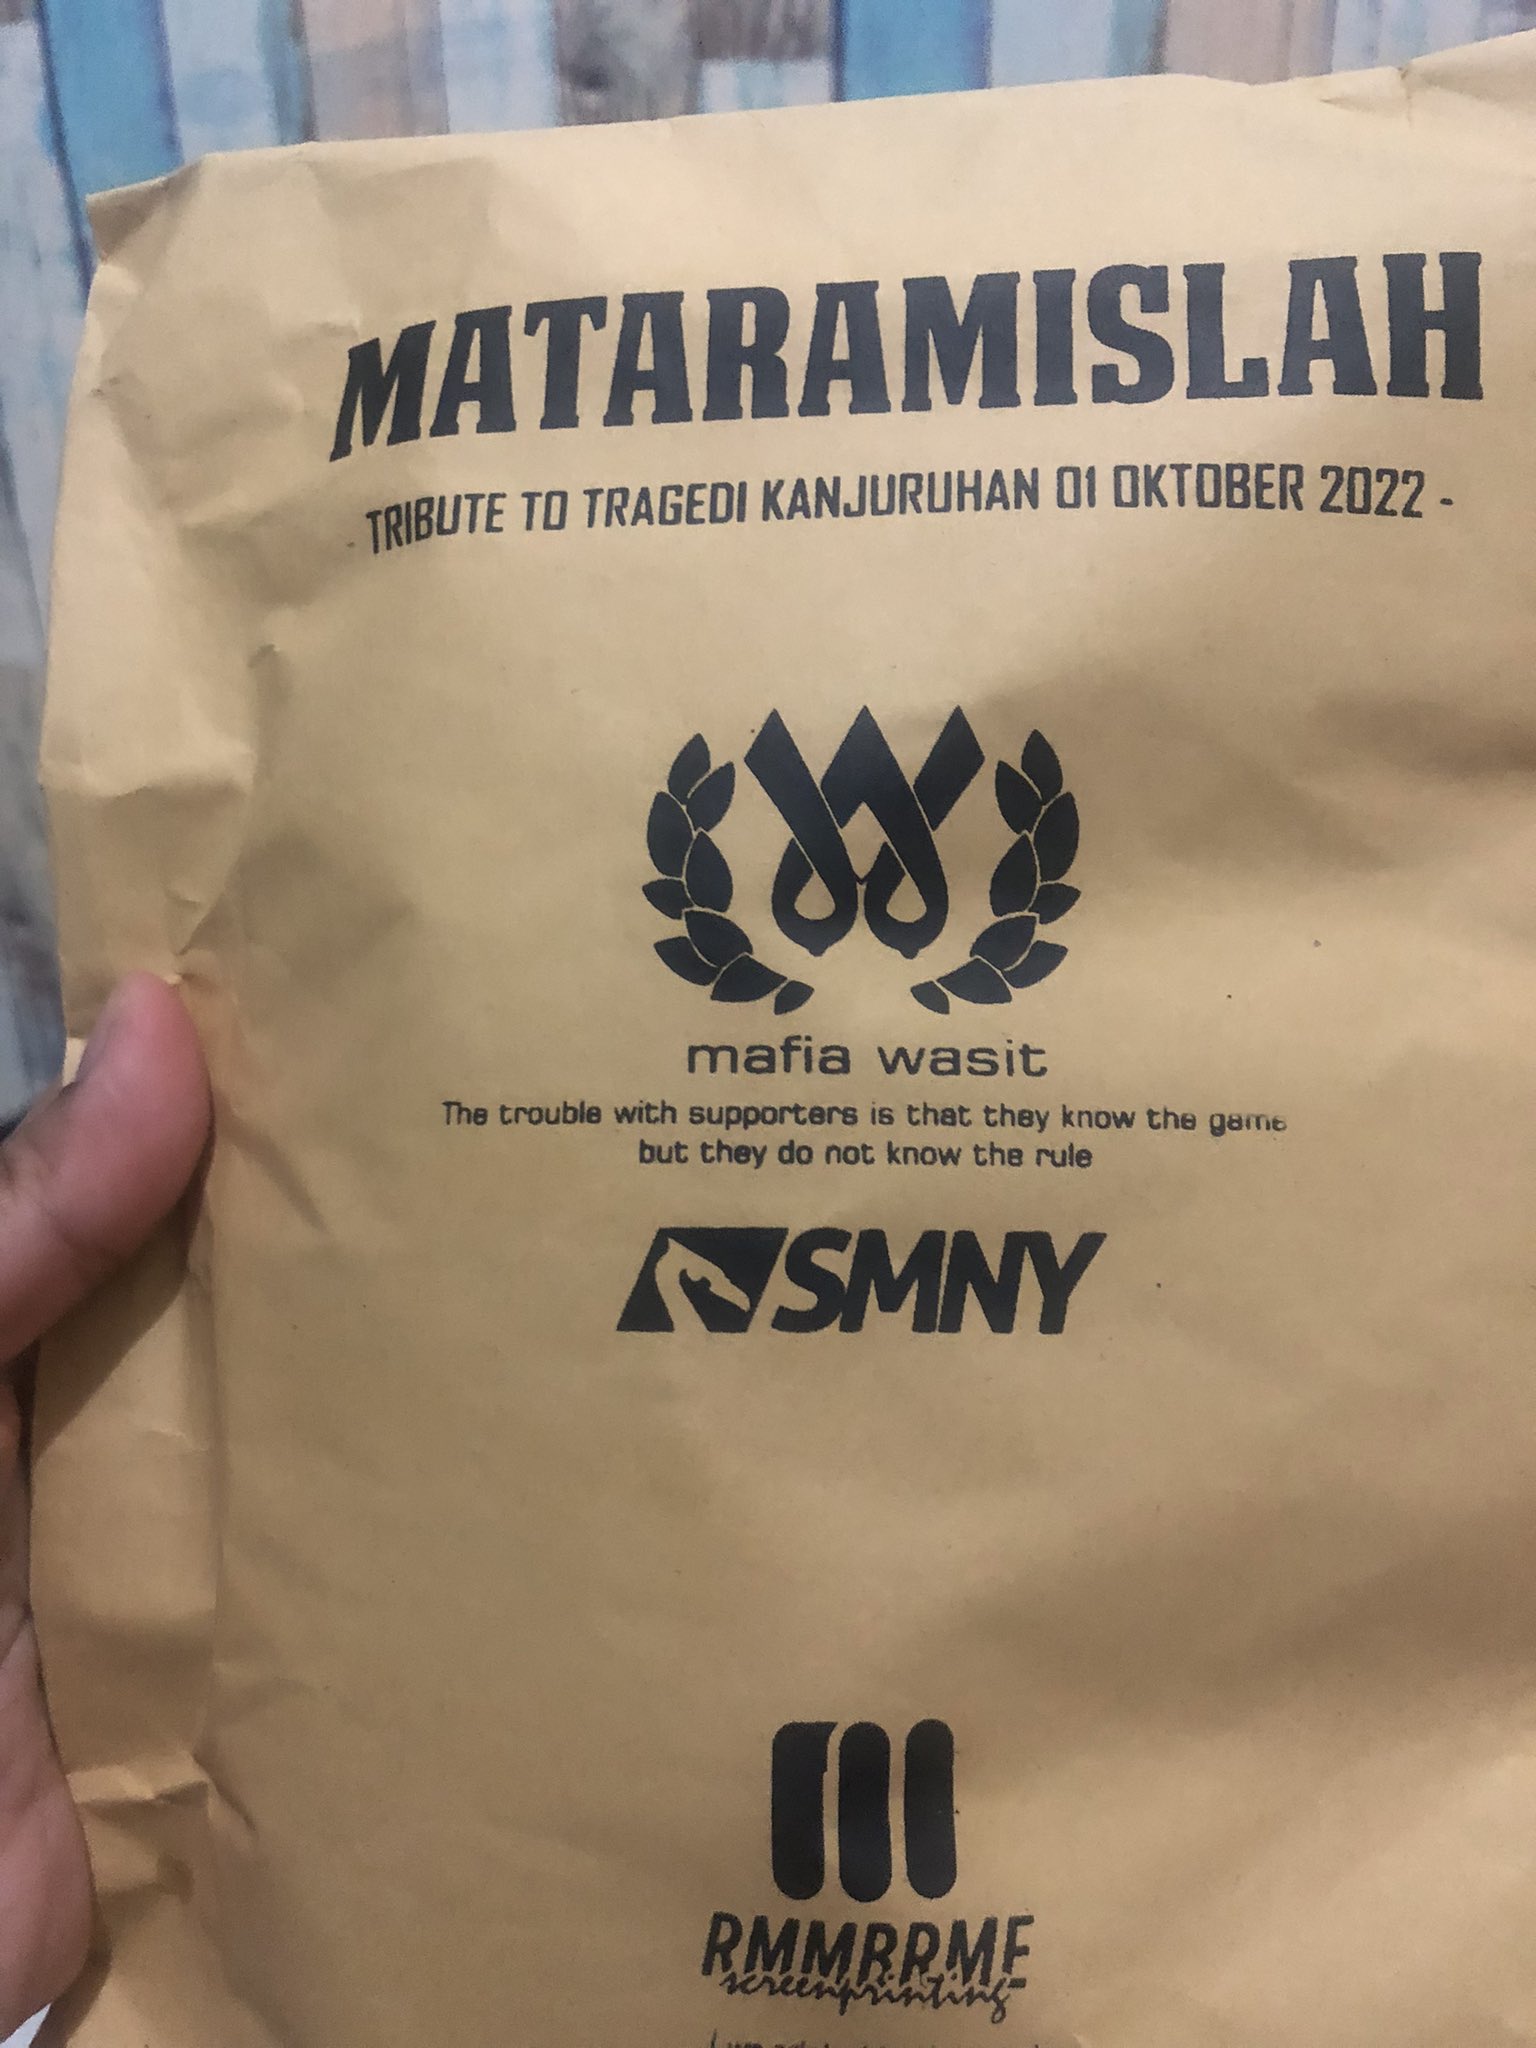 MATARAMISLAH
- TRIBUTE TO TRAGEDI KANJURUHAN 01 OKTOBER 2022 -
mafia wasit
The trouble with supporters is that they know the game
but they do not know the rule
SMNY
RMMBRME
screenprinting